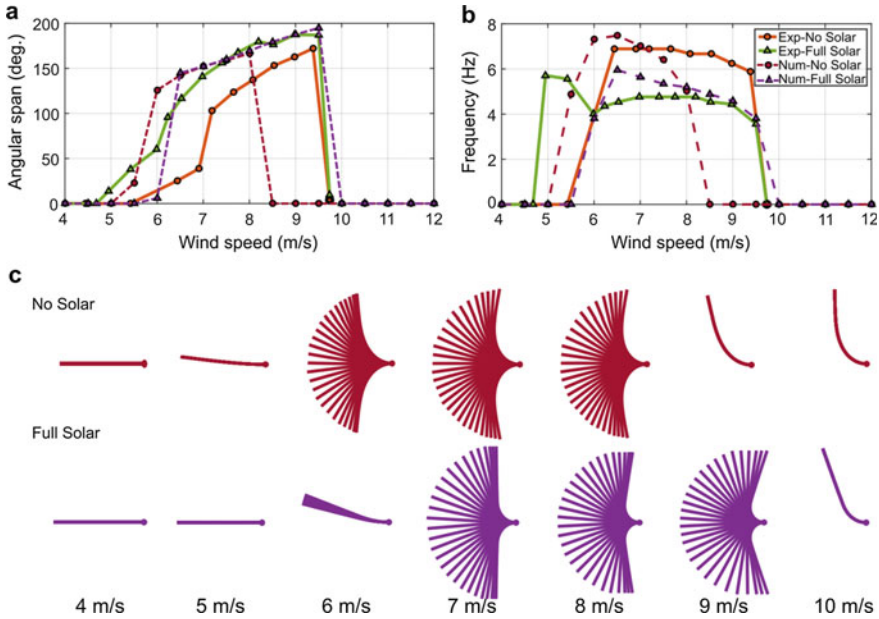 a
b
200
150
100
50
0
Angular span (deg.)
4 5 6 7 8 9 10 11 12
Wind speed (m/s)
8
6
4
2
0
Frequency (Hz)
Exp-No Solar
Exp-Full Solar
Num-No Solar
Num-Full Solar
4 5 6 7 8 9 10 11 12
Wind speed (m/s)
c
No Solar
Full Solar
4 m/s 5 m/s 6 m/s 7 m/s 8 m/s 9 m/s 10 m/s